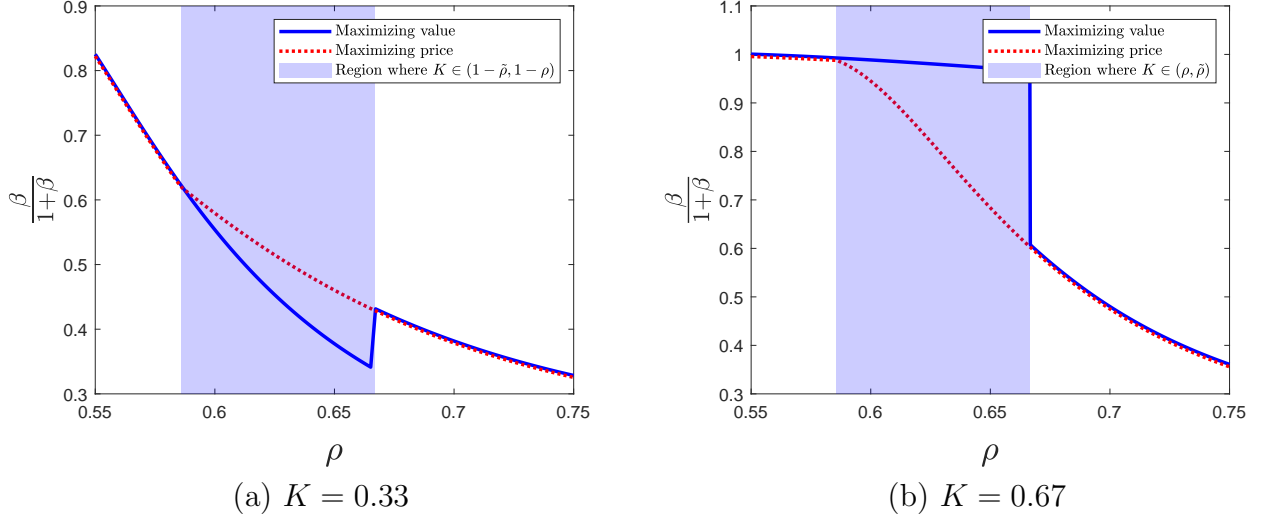 0.9
0.8
0.7
0.6
0.5
0.4
0.3
0.55
0.6
0.65
0.7
0.75
β
1+β
ρ
Maximizing value
Maximizing price
Region where K ∈ (1 − ρ̃, 1 − ρ)
(a) K = 0.33
1.1
1
0.9
0.8
0.7
0.6
0.5
0.4
0.3
0.55
0.6
0.65
0.7
0.75
β
1+β
ρ
Maximizing value
Maximizing price
Region where K ∈ (ρ, ρ̃)
(b) K = 0.67